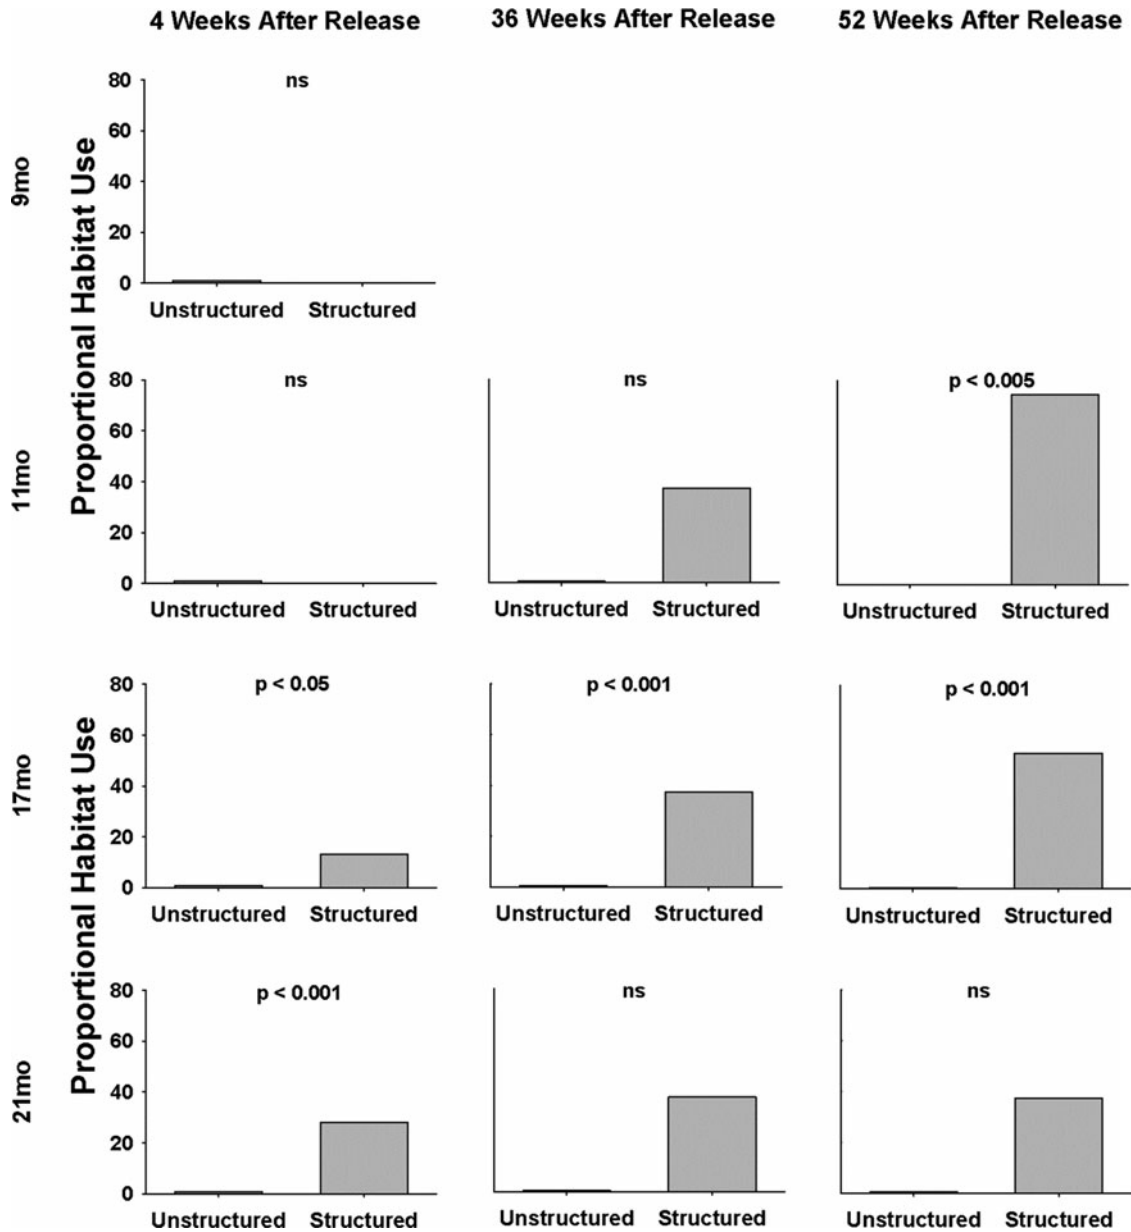 4 Weeks After Release
36 Weeks After Release
52 Weeks After Release
9mo
Proportional Habitat Use
80
60
40
20
0
ns
Unstructured Structured
11mo
80
60
40
20
0
ns
Unstructured Structured
ns
Unstructured Structured
p < 0.005
Unstructured Structured
17mo
Proportional Habitat Use
80
60
40
20
0
p < 0.05
Unstructured Structured
p < 0.001
Unstructured Structured
p < 0.001
Unstructured Structured
21mo
80
60
40
20
0
p < 0.001
Unstructured Structured
ns
Unstructured Structured
ns
Unstructured Structured